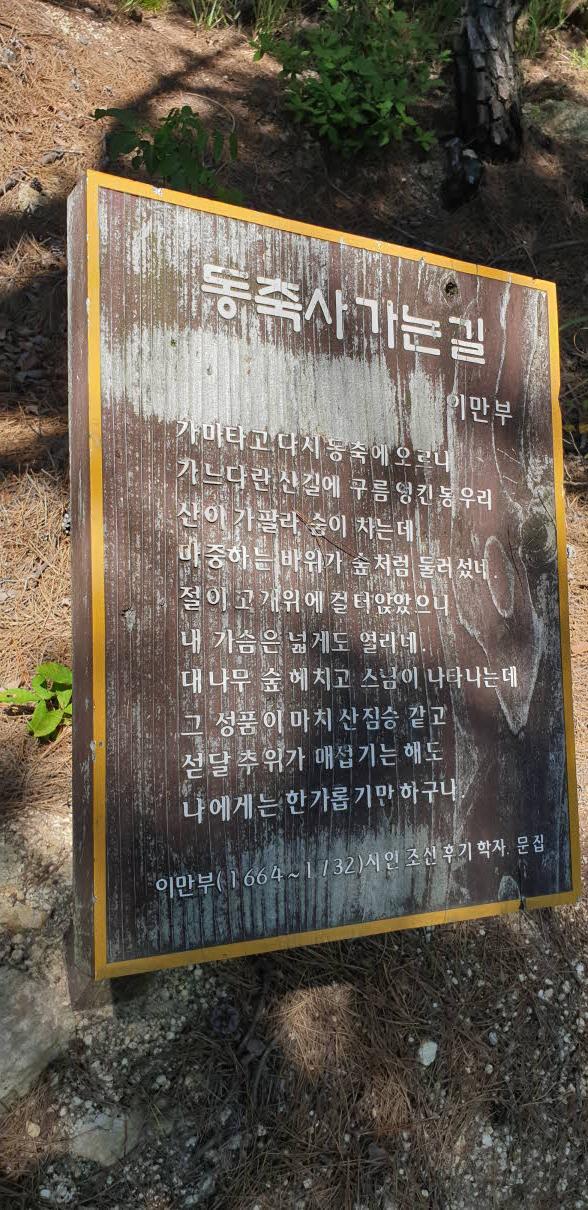 동축사 가는 길
이만부
가마타고 다시 동축에 오르니
가느다란 산길에 구름 엉킨 봉우리
산이 가팔라 숨이 차는데
마중하는 바위가 숲처럼 둘러섰네.
절이 고개위에 걸터앉았으니
내 가슴은 넓게도 열리네.
대나무 숲 헤치고 스님이 나타나는데
그 성품이 마치 산짐승 같고
섣달 추위가 매섭기는 해도
나에게는 한가롭기만 하구나.
이만부(1664~1732)시인 조선후기 학자. 문집